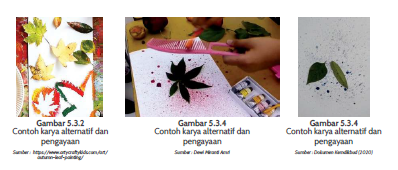 Gambar 5.3.2
Contoh karya alternatif dan
pengayaan
Sumber : https://www.artycraftykids.com/art/
autumn-leaf-painting/
Gambar 5.3.4
Contoh karya alternatif dan
pengayaan
Sumber : Dewi Miranti Amri
Gambar 5.3.4
Contoh karya alternatif dan
pengayaan
Sumber : Dokumen Kemdikbud (2020)